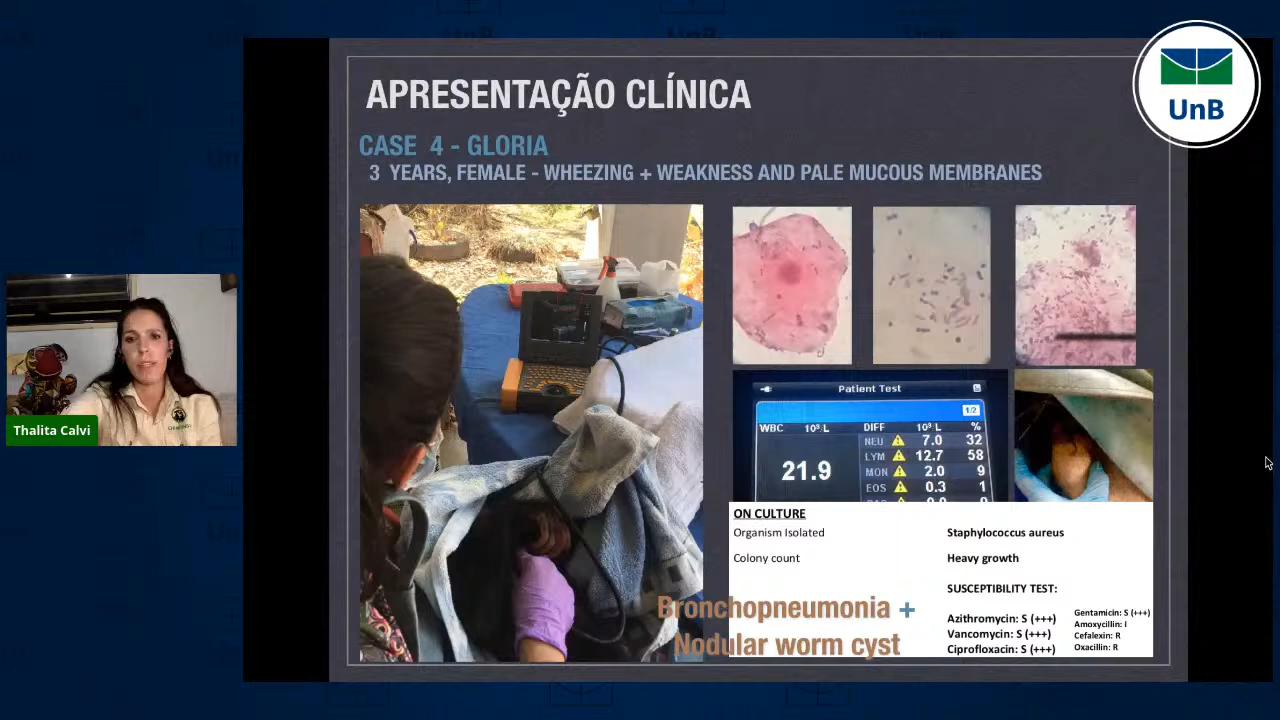 APRESENTAÇÃO CLÍNICA
UnB
CASE 4 - GLORIA
3 YEARS, FEMALE - WHEEZING + WEAKNESS AND PALE MUCOUS MEMBRANES
Thalita Calvi
Patient Test
1/2
WBC 10⁹/L DIFF 10⁹/L %
21.9
NEU 7.0 32
LYM 12.7 58
MON 2.0 9
EOS 0.3 1
ON CULTURE
Organism Isolated Staphylococcus aureus
Colony count Heavy growth
SUSCEPTIBILITY TEST:
Azithromycin: S (+++)
Vancomycin: S (+++)
Ciprofloxacin: S (+++)
Gentamicin: S (+++)
Amoxycillin: I
Cefalexin: R
Oxacillin: R
Bronchopneumonia +
Nodular worm cyst